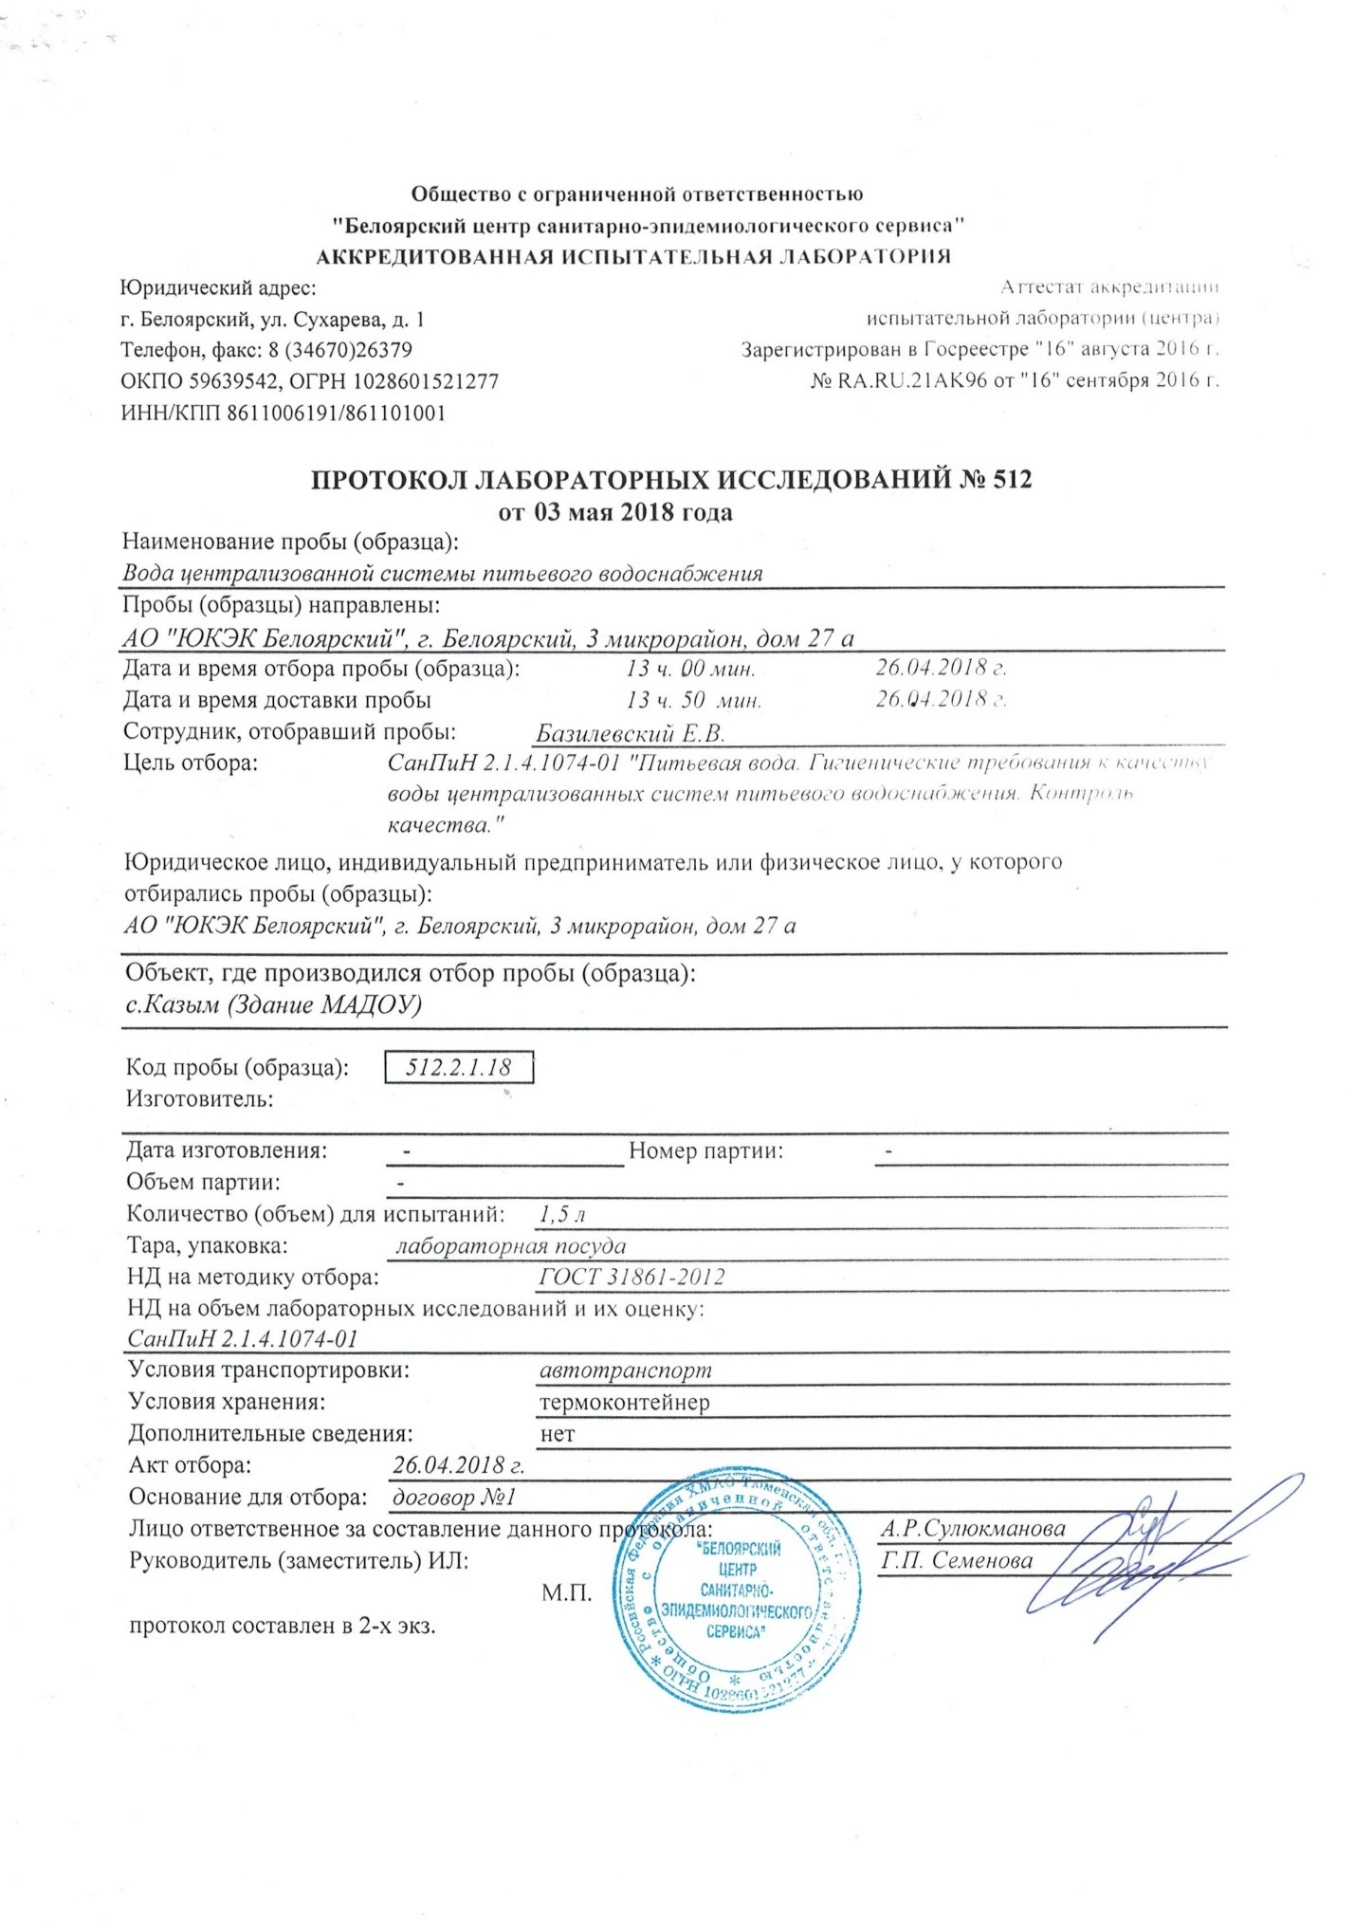 Общество с ограниченной ответственностью
"Белоярский центр санитарно-эпидемиологического сервиса"
АККРЕДИТОВАННАЯ ИСПЫТАТЕЛЬНАЯ ЛАБОРАТОРИЯ
Юридический адрес: Аттестат аккредитации
г. Белоярский, ул. Сухарева, д. 1 испытательной лаборатории (центра)
Телефон, факс: 8 (34670)26379 Зарегистрирован в Госреестре "16" августа 2016 г.
ОКПО 59639542, ОГРН 1028601521277 № RA.RU.21АК96 от "16" сентября 2016 г.
ИНН/КПП 8611006191/861101001
ПРОТОКОЛ ЛАБОРАТОРНЫХ ИССЛЕДОВАНИЙ № 512
от 03 мая 2018 года
Наименование пробы (образца):
Вода централизованной системы питьевого водоснабжения
Пробы (образцы) направлены:
АО "ЮКЭК Белоярский", г. Белоярский, 3 микрорайон, дом 27 а
Дата и время отбора пробы (образца): 13 ч. 00 мин. 26.04.2018 г.
Дата и время доставки пробы 13 ч. 50 мин. 26.04.2018 г.
Сотрудник, отобравший пробы: Базилевский Е.В.
Цель отбора: СанПиН 2.1.4.1074-01 "Питьевая вода. Гигиенические требования к качеству
воды централизованных систем питьевого водоснабжения. Контроль
качества."
Юридическое лицо, индивидуальный предприниматель или физическое лицо, у которого
отбирались пробы (образцы):
АО "ЮКЭК Белоярский", г. Белоярский, 3 микрорайон, дом 27 а
Объект, где производился отбор пробы (образца):
с.Казым (Здание МАДОУ)
Код пробы (образца): 512.2.1.18
Изготовитель:
Дата изготовления: - Номер партии: -
Объем партии: -
Количество (объем) для испытаний: 1,5 л
Тара, упаковка: лабораторная посуда
НД на методику отбора: ГОСТ 31861-2012
НД на объем лабораторных исследований и их оценку:
СанПиН 2.1.4.1074-01
Условия транспортировки: автотранспорт
Условия хранения: термоконтейнер
Дополнительные сведения: нет
Акт отбора: 26.04.2018 г.
Основание для отбора: договор №1
Лицо ответственное за составление данного протокола: А.Р.Сулюкманова
Руководитель (заместитель) ИЛ: Г.П. Семенова
М.П.
протокол составлен в 2-х экз.
Российская Федерация ХМАО Тюменская обл.
Общество с ограниченной ответственностью
ОГРН 1028601521277
"БЕЛОЯРСКИЙ
ЦЕНТР
САНИТАРНО-
ЭПИДЕМИОЛОГИЧЕСКОГО
СЕРВИСА"